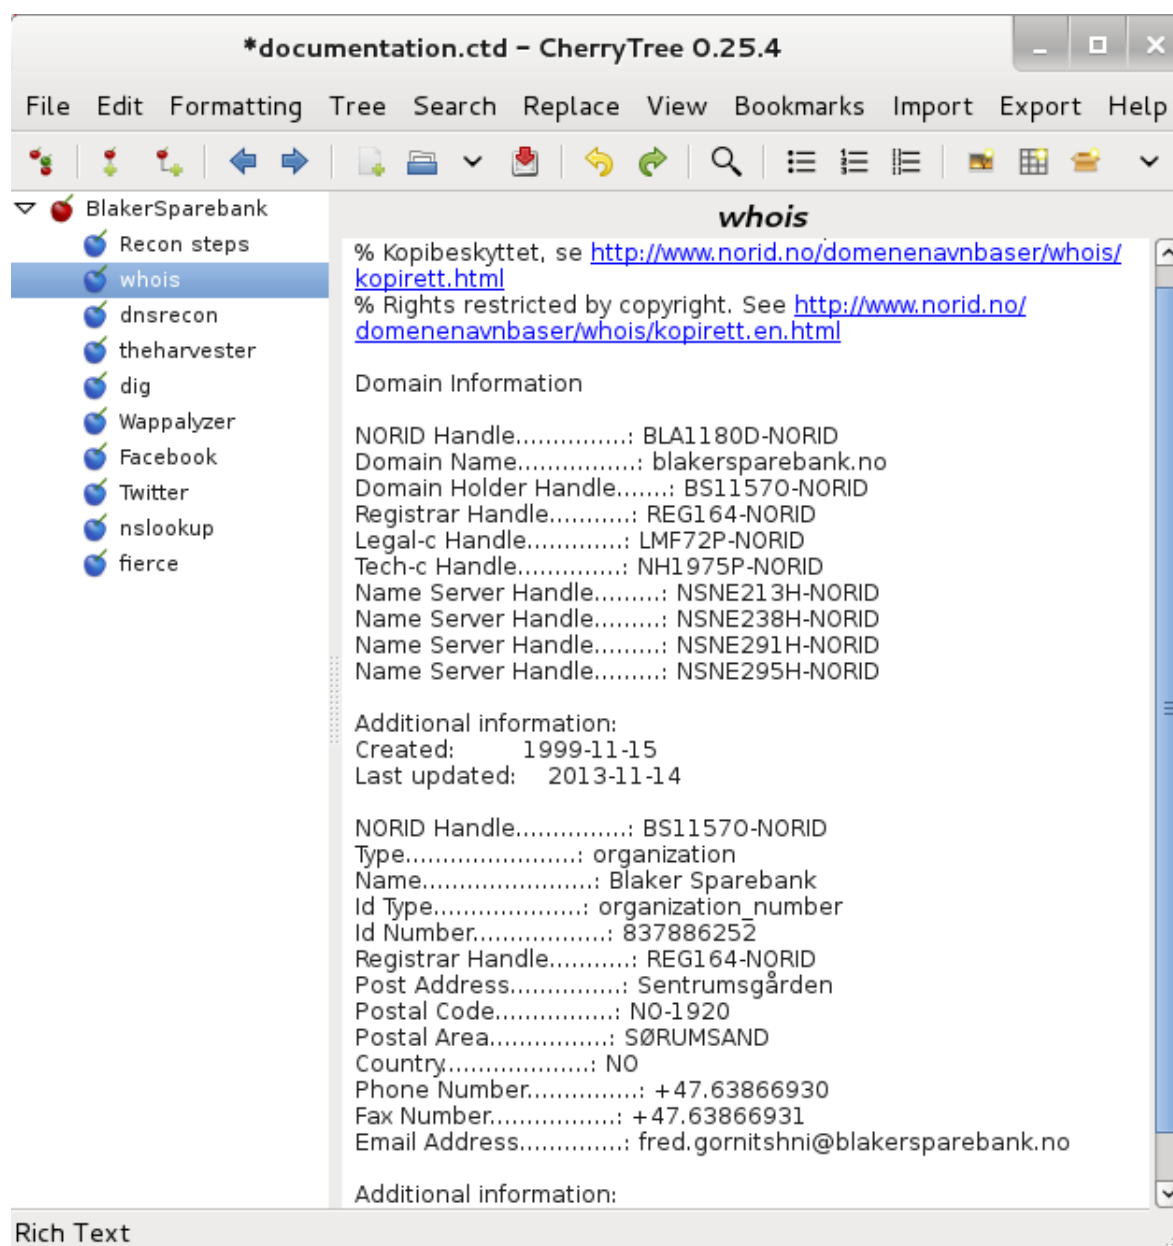 *documentation.ctd - CherryTree 0.25.4
File Edit Formatting Tree Search Replace View Bookmarks Import Export Help
BlakerSparebank
Recon steps
whois
dnsrecon
theharvester
dig
Wappalyzer
Facebook
Twitter
nslookup
fierce
whois
% Kopibeskyttet, se http://www.norid.no/domenenavnbaser/whois/
kopirett.html
% Rights restricted by copyright. See http://www.norid.no/
domenenavnbaser/whois/kopirett.en.html
Domain Information
NORID Handle...............: BLA1180D-NORID
Domain Name................: blakersparebank.no
Domain Holder Handle.......: BS1157O-NORID
Registrar Handle...........: REG164-NORID
Legal-c Handle.............: LMF72P-NORID
Tech-c Handle..............: NH1975P-NORID
Name Server Handle.........: NSNE213H-NORID
Name Server Handle.........: NSNE238H-NORID
Name Server Handle.........: NSNE291H-NORID
Name Server Handle.........: NSNE295H-NORID
Additional information:
Created:         1999-11-15
Last updated:    2013-11-14
NORID Handle...............: BS1157O-NORID
Type.......................: organization
Name.......................: Blaker Sparebank
Id Type....................: organization_number
Id Number..................: 837886252
Registrar Handle...........: REG164-NORID
Post Address...............: Sentrumsgården
Postal Code................: NO-1920
Postal Area................: SØRUMSAND
Country....................: NO
Phone Number...............: +47.63866930
Fax Number.................: +47.63866931
Email Address..............: fred.gornitshni@blakersparebank.no
Additional information:
Rich Text